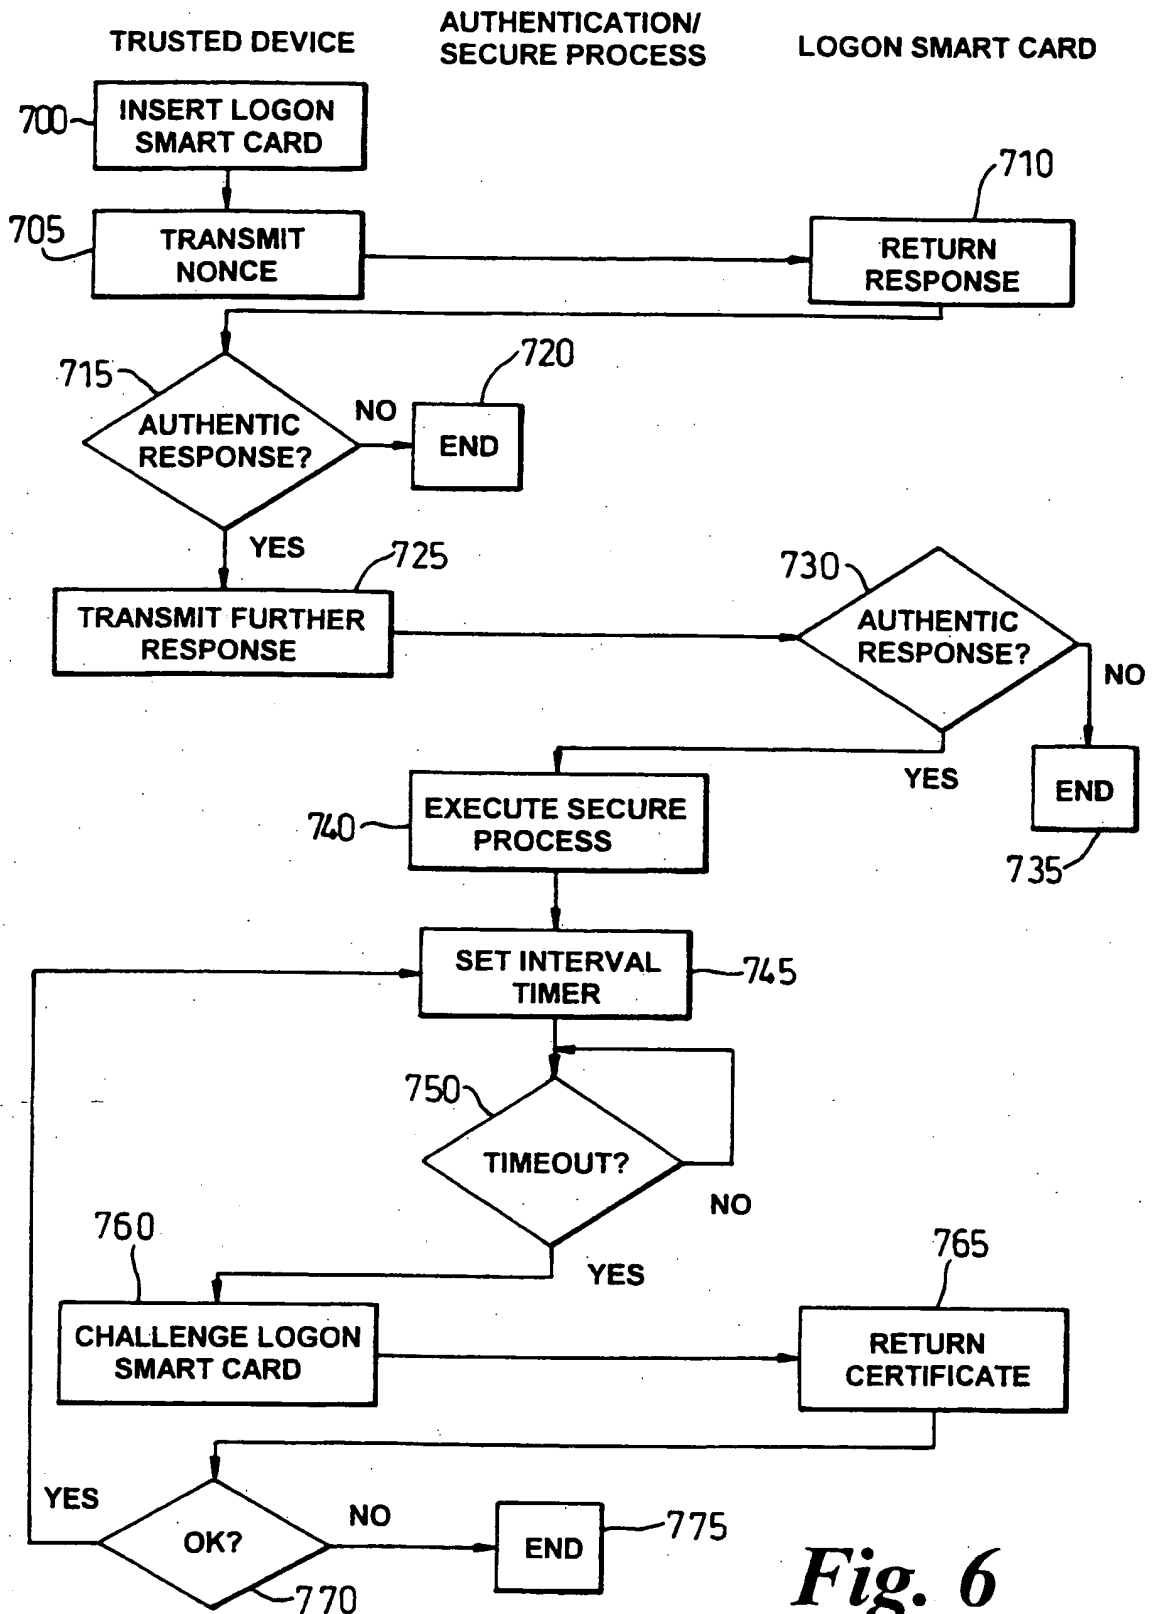 TRUSTED DEVICE
AUTHENTICATION/
SECURE PROCESS
LOGON SMART CARD
700
INSERT LOGON
SMART CARD
705
TRANSMIT
NONCE
710
RETURN
RESPONSE
715
AUTHENTIC
RESPONSE?
NO
720
END
YES
725
TRANSMIT FURTHER
RESPONSE
730
AUTHENTIC
RESPONSE?
NO
YES
END
735
740
EXECUTE SECURE
PROCESS
SET INTERVAL
TIMER
745
750
TIMEOUT?
NO
YES
760
CHALLENGE LOGON
SMART CARD
765
RETURN
CERTIFICATE
YES
OK?
770
NO
END
775
Fig. 6